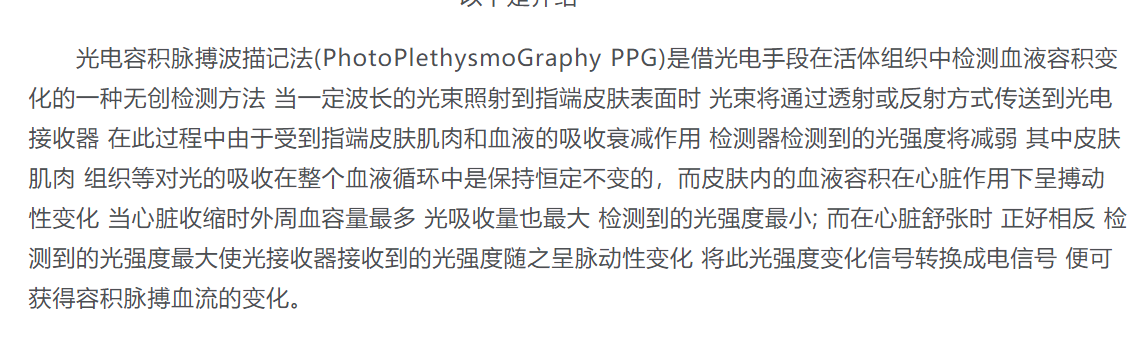 以下是介绍
光电容积脉搏波描记法(PhotoPlethysmoGraphy PPG)是借光电手段在活体组织中检测血液容积变
化的一种无创检测方法 当一定波长的光束照射到指端皮肤表面时 光束将通过透射或反射方式传送到光电
接收器 在此过程中由于受到指端皮肤肌肉和血液的吸收衰减作用 检测器检测到的光强度将减弱 其中皮肤
肌肉 组织等对光的吸收在整个血液循环中是保持恒定不变的，而皮肤内的血液容积在心脏作用下呈搏动
性变化 当心脏收缩时外周血容量最多 光吸收量也最大 检测到的光强度最小; 而在心脏舒张时 正好相反 检
测到的光强度最大使光接收器接收到的光强度随之呈脉动性变化 将此光强度变化信号转换成电信号 便可
获得容积脉搏血流的变化。